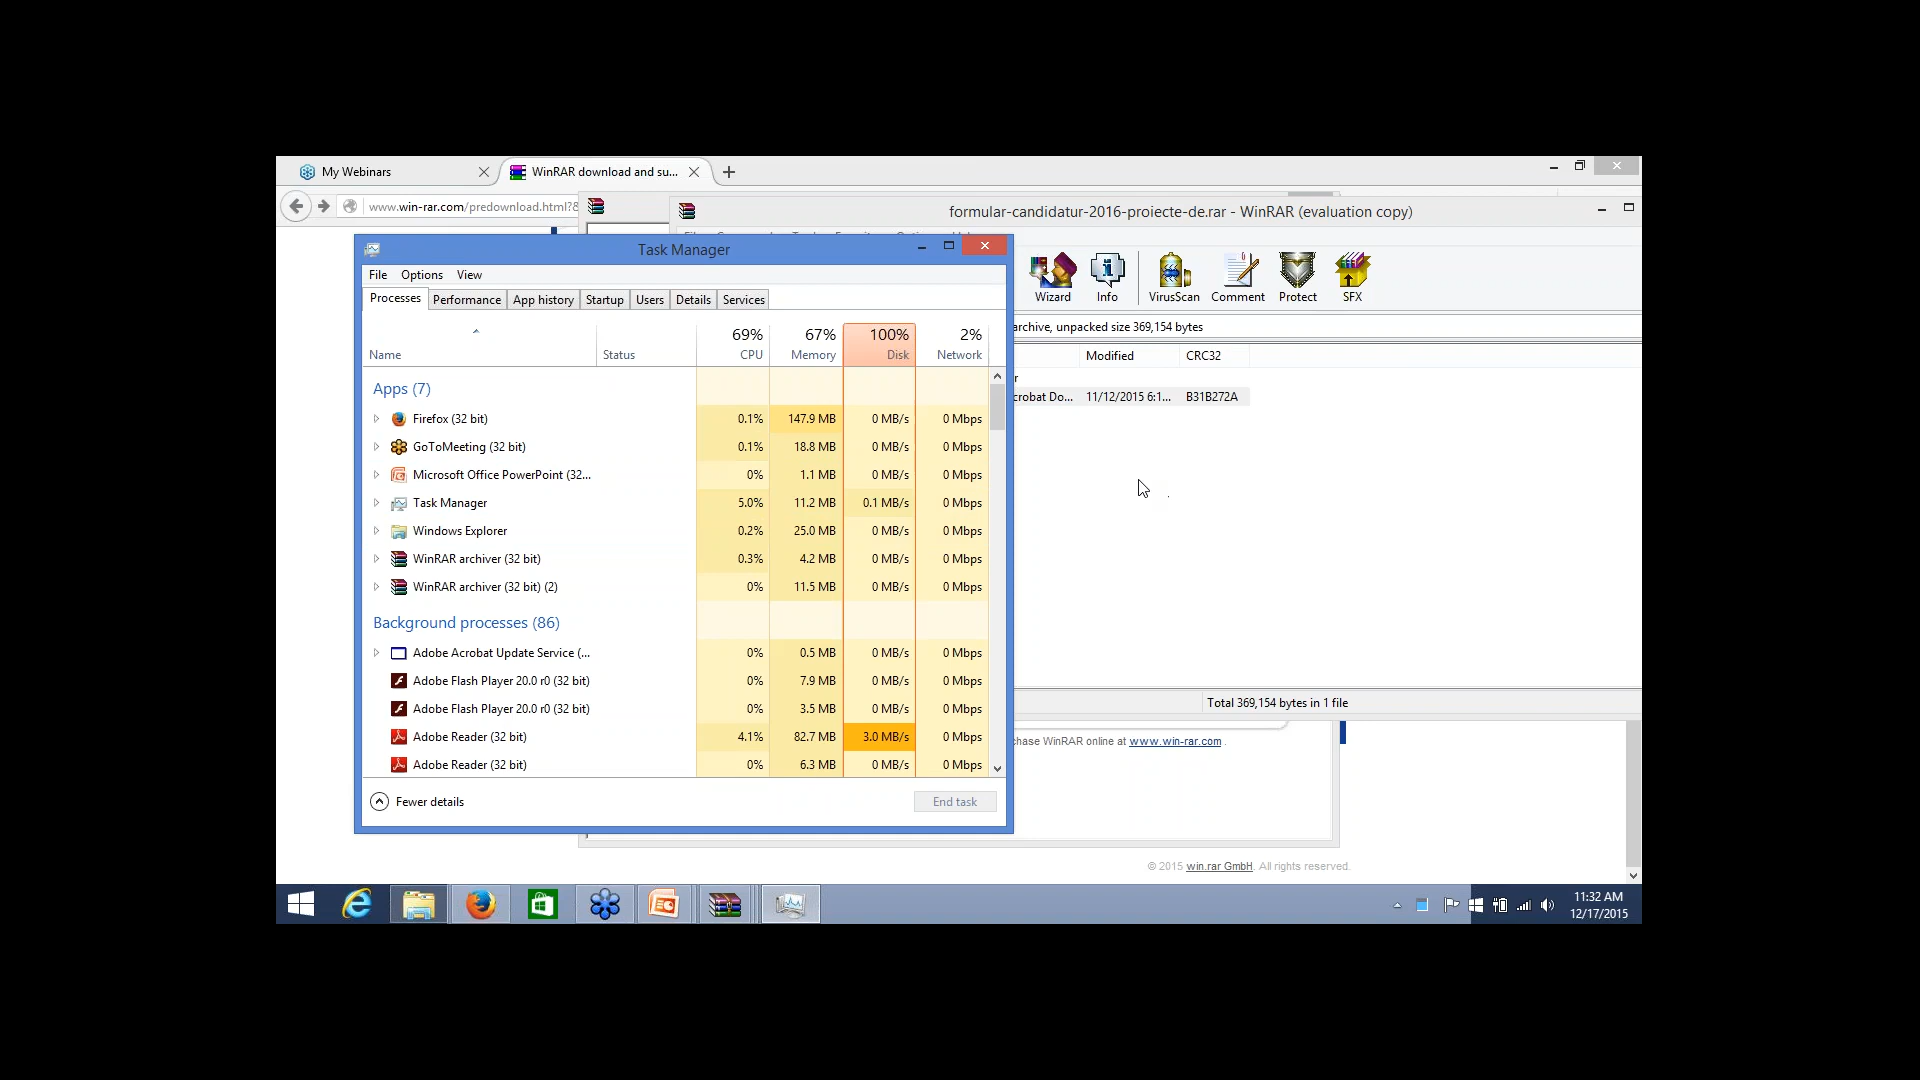 My Webinars
WinRAR download and su...
www.win-rar.com/predownload.html?&
formular-candidatur-2016-proiecte-de.rar - WinRAR (evaluation copy)
Task Manager
File Options View
Processes Performance App history Startup Users Details Services
Wizard Info VirusScan Comment Protect SFX
archive, unpacked size 369,154 bytes
69% 67% 100% 2%
Name Status CPU Memory Disk Network
Modified CRC32
crobat Do... 11/12/2015 6:1... B31B272A
Apps (7)
Firefox (32 bit) 0.1% 147.9 MB 0 MB/s 0 Mbps
GoToMeeting (32 bit) 0.1% 18.8 MB 0 MB/s 0 Mbps
Microsoft Office PowerPoint (32... 0% 1.1 MB 0 MB/s 0 Mbps
Task Manager 5.0% 11.2 MB 0.1 MB/s 0 Mbps
Windows Explorer 0.2% 25.0 MB 0 MB/s 0 Mbps
WinRAR archiver (32 bit) 0.3% 4.2 MB 0 MB/s 0 Mbps
WinRAR archiver (32 bit) (2) 0% 11.5 MB 0 MB/s 0 Mbps
Background processes (86)
Adobe Acrobat Update Service (... 0% 0.5 MB 0 MB/s 0 Mbps
Adobe Flash Player 20.0 r0 (32 bit) 0% 7.9 MB 0 MB/s 0 Mbps
Adobe Flash Player 20.0 r0 (32 bit) 0% 3.5 MB 0 MB/s 0 Mbps
Adobe Reader (32 bit) 4.1% 82.7 MB 3.0 MB/s 0 Mbps
Adobe Reader (32 bit) 0% 6.3 MB 0 MB/s 0 Mbps
Fewer details
End task
Total 369,154 bytes in 1 file
chase WinRAR online at www.win-rar.com .
© 2015 win.rar GmbH. All rights reserved.
11:32 AM
12/17/2015